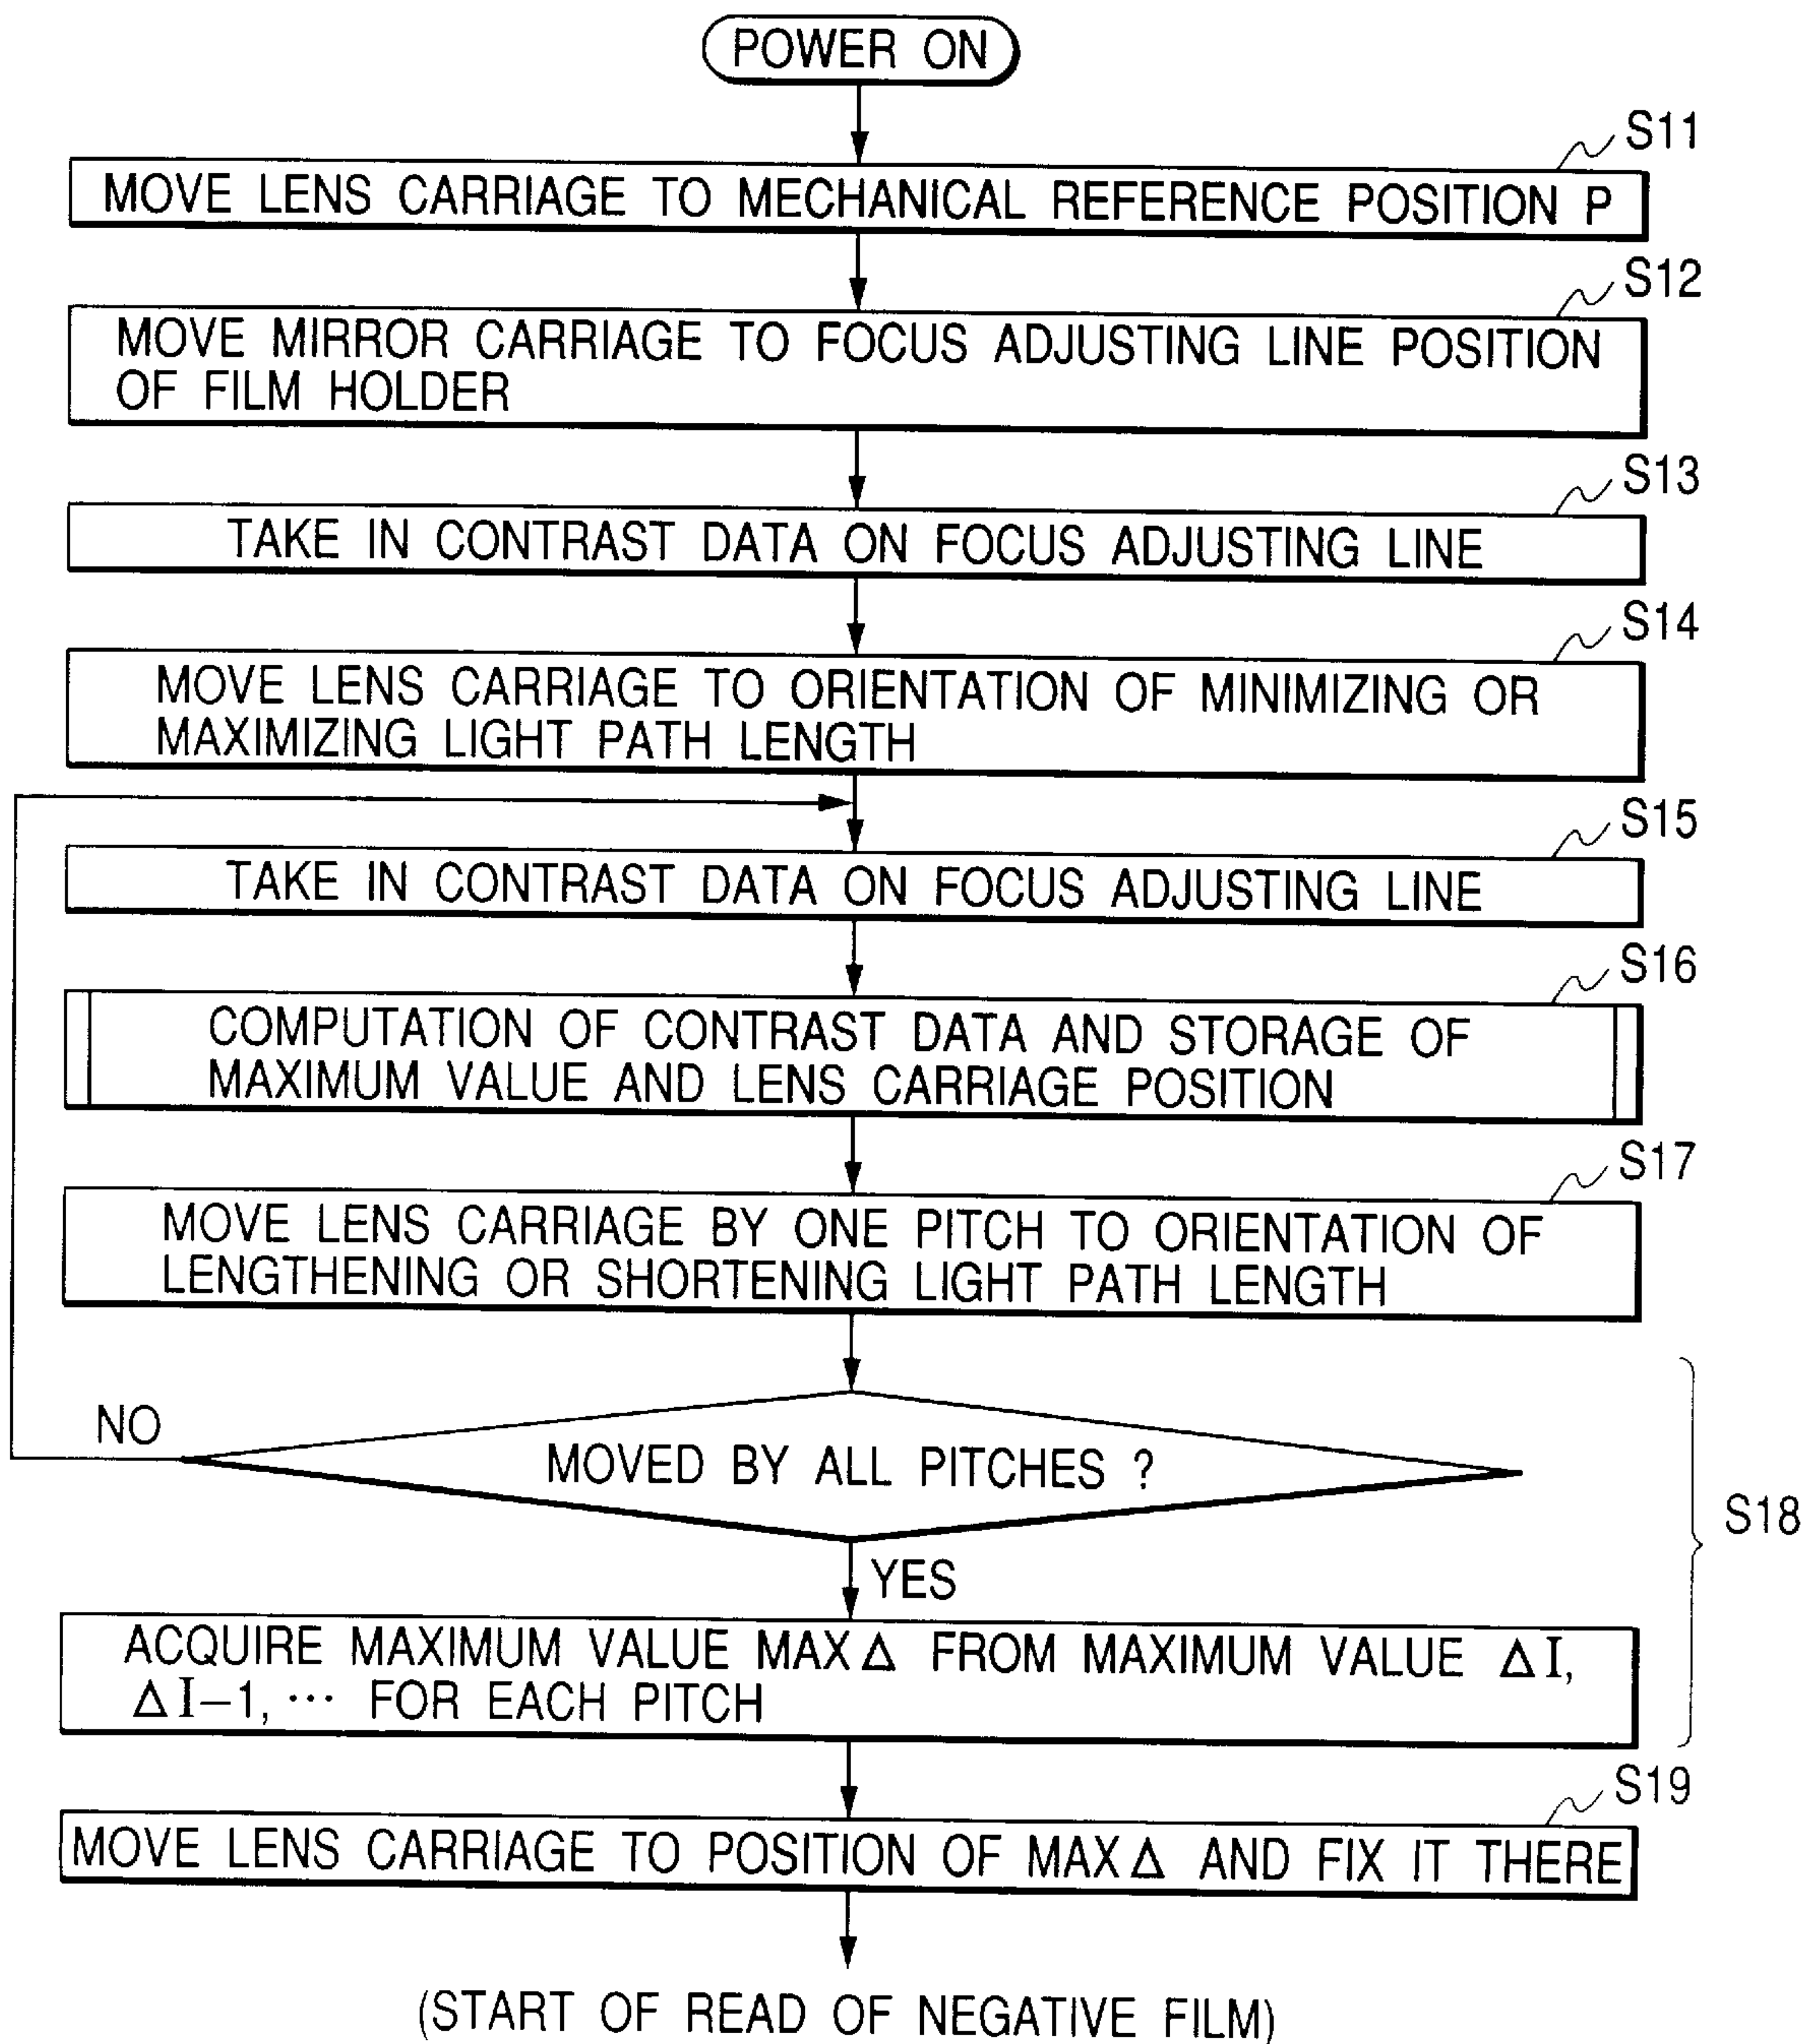 POWER ON
S11
MOVE LENS CARRIAGE TO MECHANICAL REFERENCE POSITION P
S12
MOVE MIRROR CARRIAGE TO FOCUS ADJUSTING LINE POSITION
OF FILM HOLDER
S13
TAKE IN CONTRAST DATA ON FOCUS ADJUSTING LINE
S14
MOVE LENS CARRIAGE TO ORIENTATION OF MINIMIZING OR
MAXIMIZING LIGHT PATH LENGTH
S15
TAKE IN CONTRAST DATA ON FOCUS ADJUSTING LINE
S16
COMPUTATION OF CONTRAST DATA AND STORAGE OF
MAXIMUM VALUE AND LENS CARRIAGE POSITION
S17
MOVE LENS CARRIAGE BY ONE PITCH TO ORIENTATION OF
LENGTHENING OR SHORTENING LIGHT PATH LENGTH
NO
MOVED BY ALL PITCHES ?
S18
YES
ACQUIRE MAXIMUM VALUE MAX Δ FROM MAXIMUM VALUE Δ I,
Δ I−1, ··· FOR EACH PITCH
S19
MOVE LENS CARRIAGE TO POSITION OF MAX Δ AND FIX IT THERE
(START OF READ OF NEGATIVE FILM)